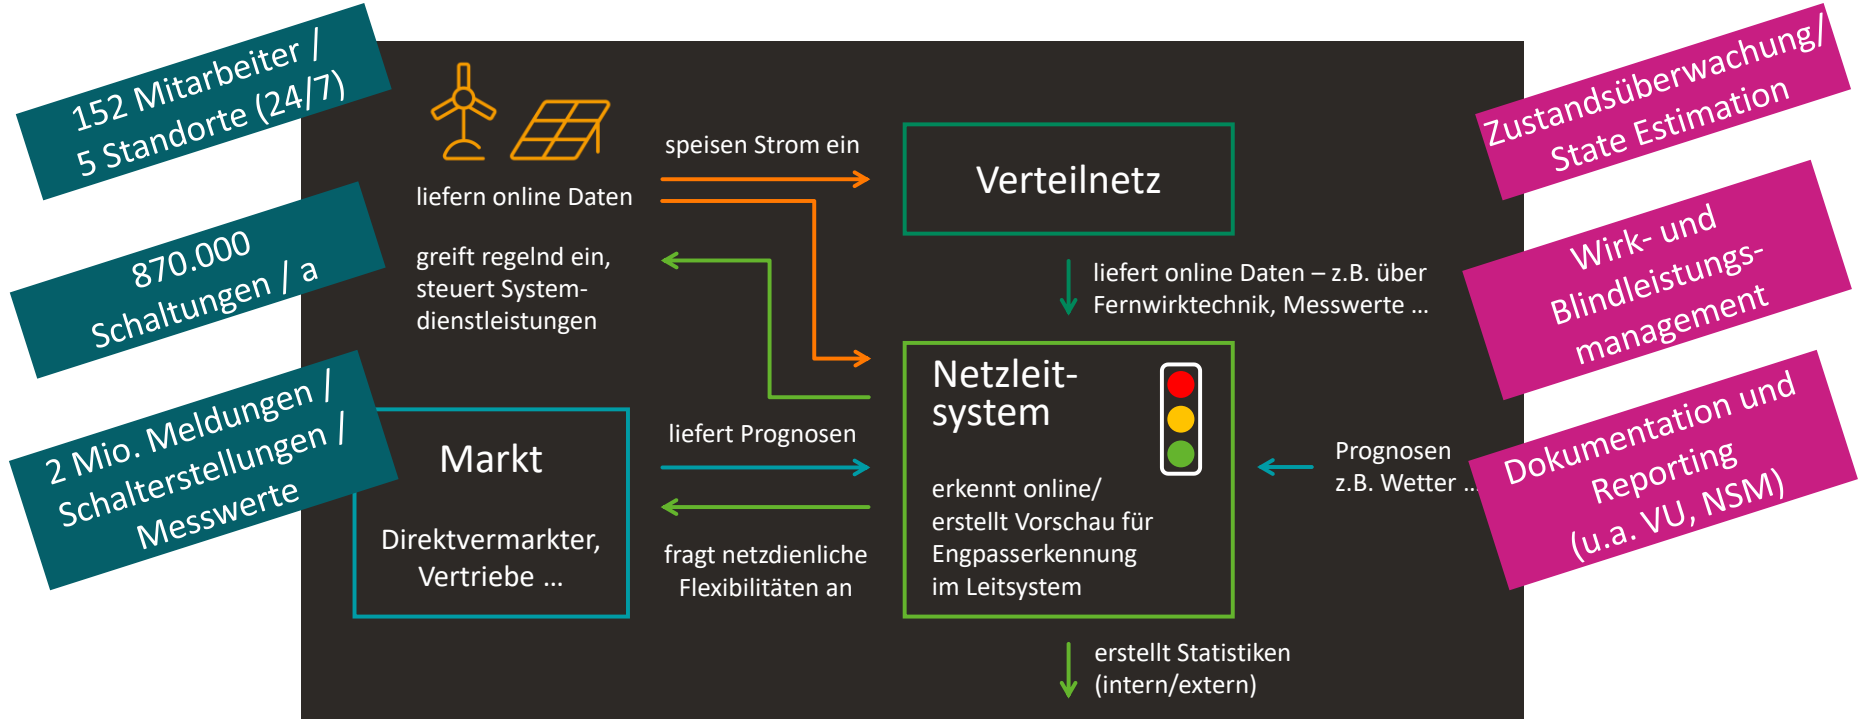 152 Mitarbeiter /
5 Standorte (24/7)
870.000
Schaltungen / a
2 Mio. Meldungen /
Schalterstellungen /
Messwerte
speisen Strom ein
liefern online Daten
greift regelnd ein,
steuert System-
dienstleistungen
Verteilnetz
liefert online Daten – z.B. über
Fernwirktechnik, Messwerte ...
Netzleit-
system
erkennt online/
erstellt Vorschau für
Engpasserkennung
im Leitsystem
Markt
Direktvermarkter,
Vertriebe ...
liefert Prognosen
fragt netzdienliche
Flexibilitäten an
Prognosen
z.B. Wetter ...
erstellt Statistiken
(intern/extern)
Zustandsüberwachung/
State Estimation
Wirk- und
Blindleistungs-
management
Dokumentation und
Reporting
(u.a. VU, NSM)